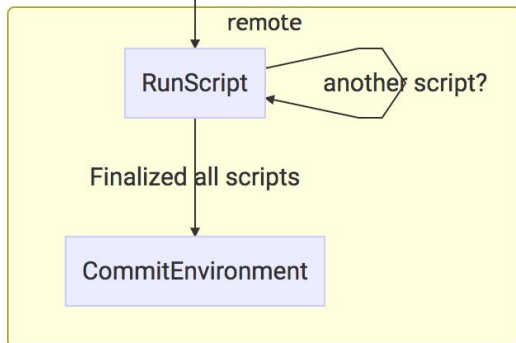 remote
RunScript
another script?
Finalized all scripts
CommitEnvironment